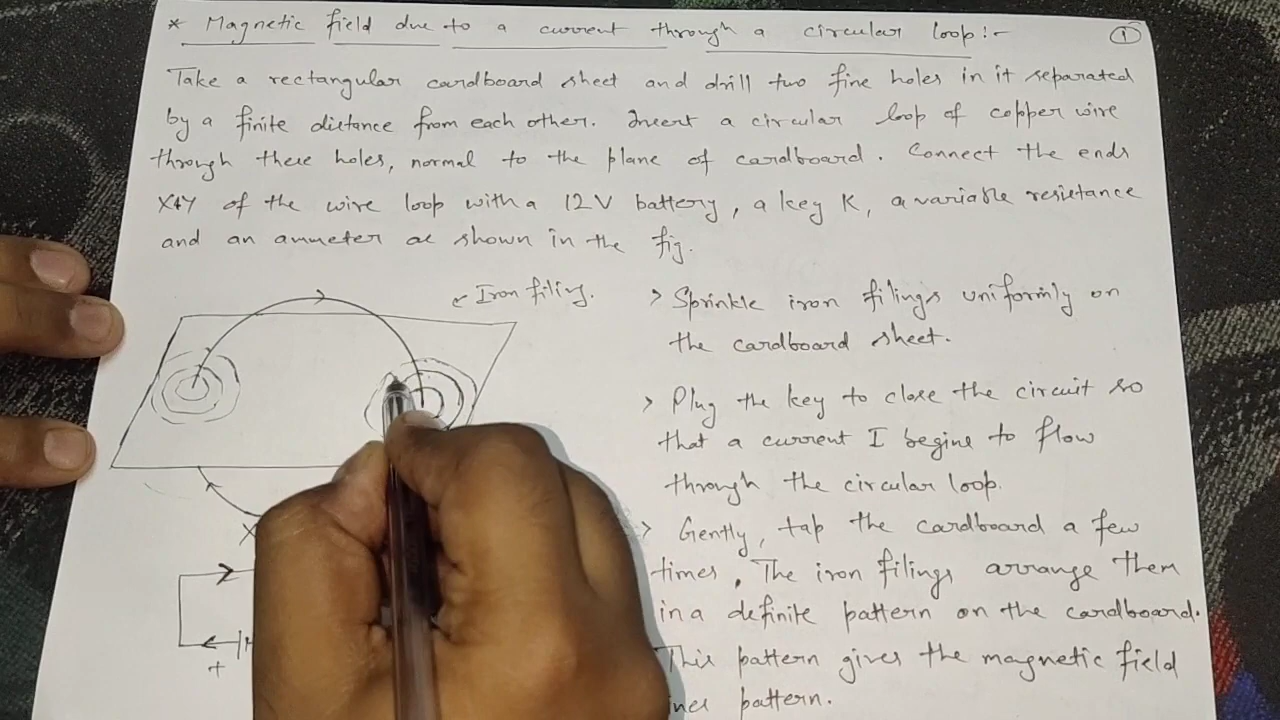 * Magnetic field due to a current through a circular loop:-
①
Take a rectangular cardboard sheet and drill two fine holes in it separated
by a finite distance from each other. Insert a circular loop of copper wire
through these holes, normal to the plane of cardboard. Connect the ends
X&Y of the wire loop with a 12V battery, a key K, a variable resistance
and an ammeter as shown in the fig.
Iron filing.
> Sprinkle iron filings uniformly on
the cardboard sheet.
> Plug the key to close the circuit so
that a current I begins to flow
through the circular loop.
> Gently, tap the cardboard a few
times. The iron filings arrange them
in a definite pattern on the cardboard.
This pattern gives the magnetic field
pattern.
X
+